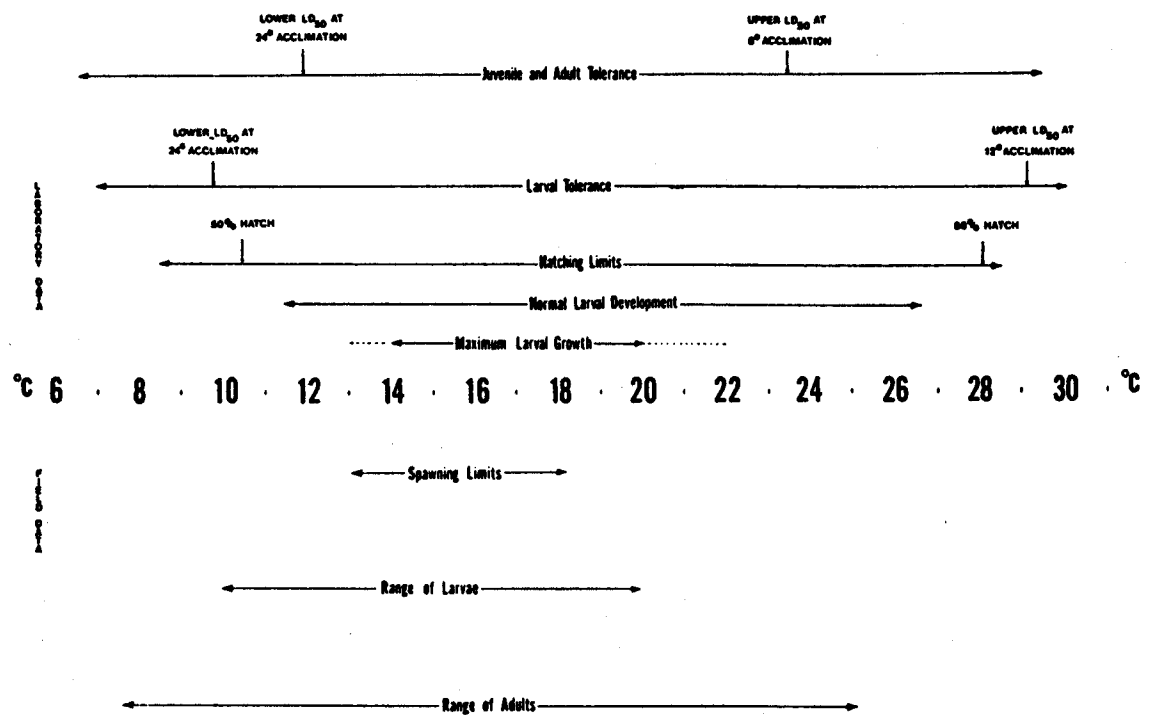 LOWER LD50 AT
24° ACCLIMATION
UPPER LD50 AT
6° ACCLIMATION
Juvenile and Adult Tolerance
LOWER LD50 AT
24° ACCLIMATION
UPPER LD50 AT
12° ACCLIMATION
Larval Tolerance
LABORATORY DATA
50% HATCH
50% HATCH
Hatching Limits
Normal Larval Development
Maximum Larval Growth
°C 6 · 8 · 10 · 12 · 14 · 16 · 18 · 20 · 22 · 24 · 26 · 28 · 30 · °C
FIELD DATA
Spawning Limits
Range of Larvae
Range of Adults